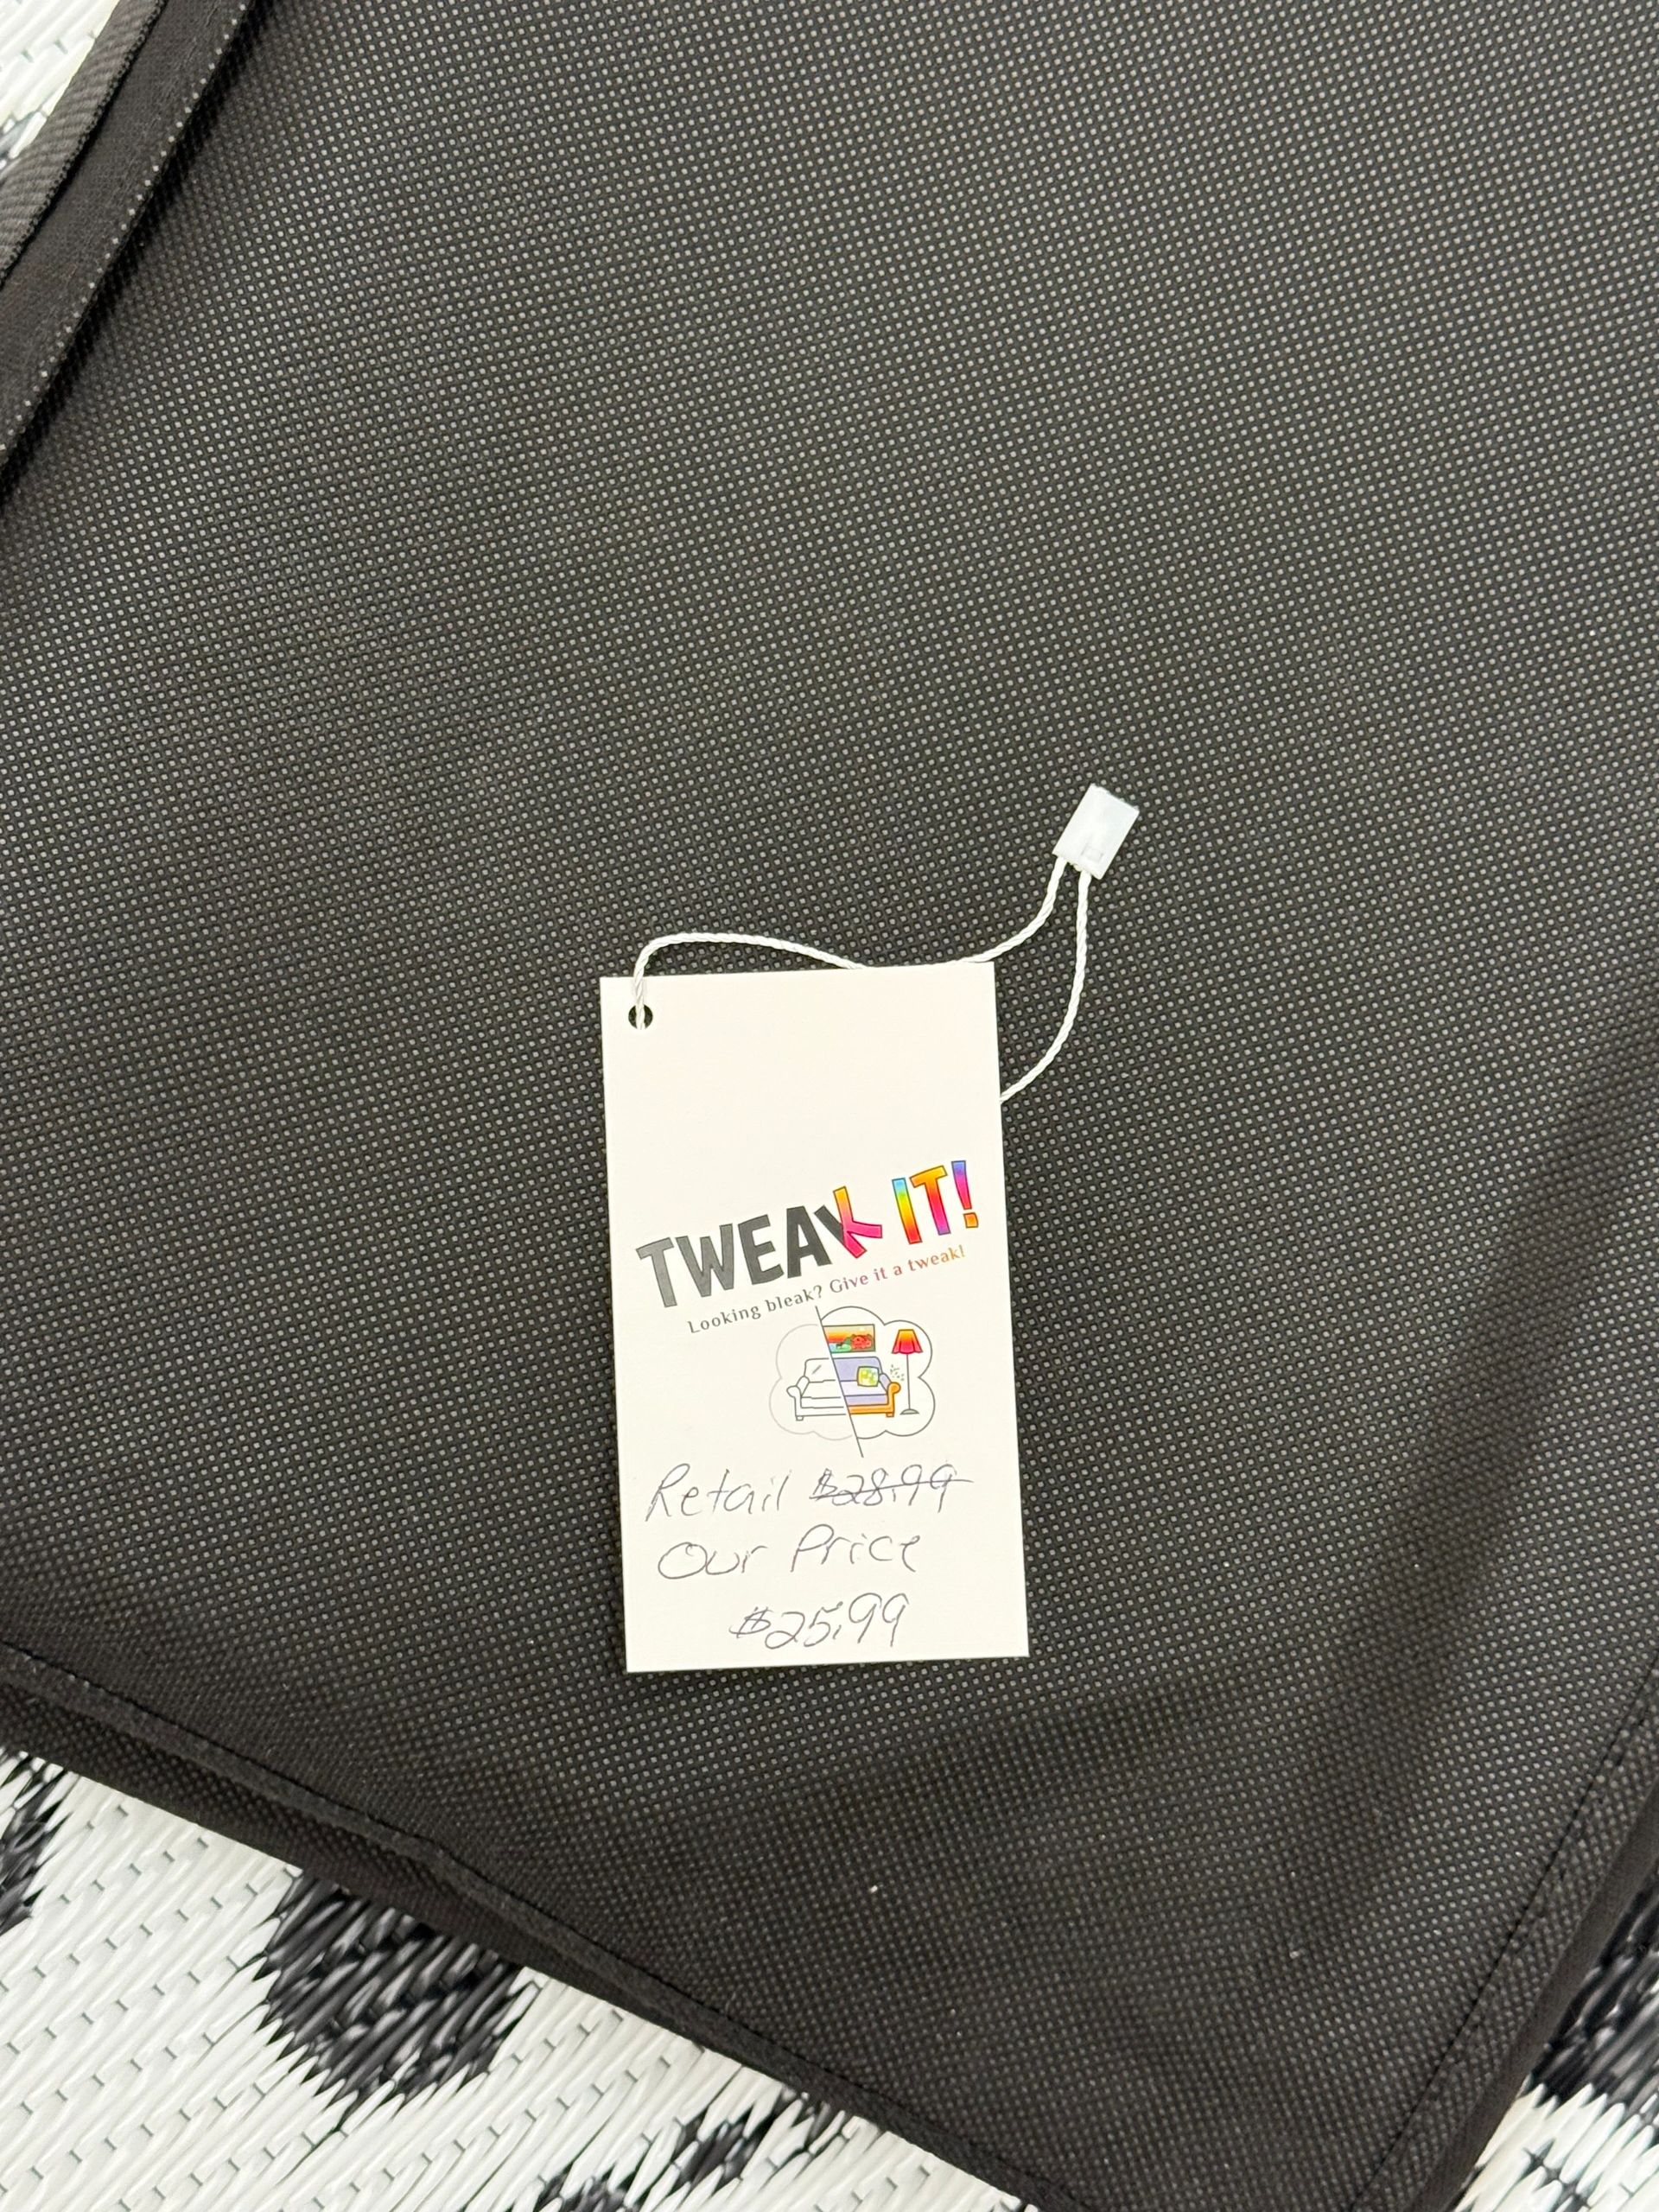 TWEAK IT!
Looking bleak? Give it a tweak!
Retail $28.99
Our Price
$25.99